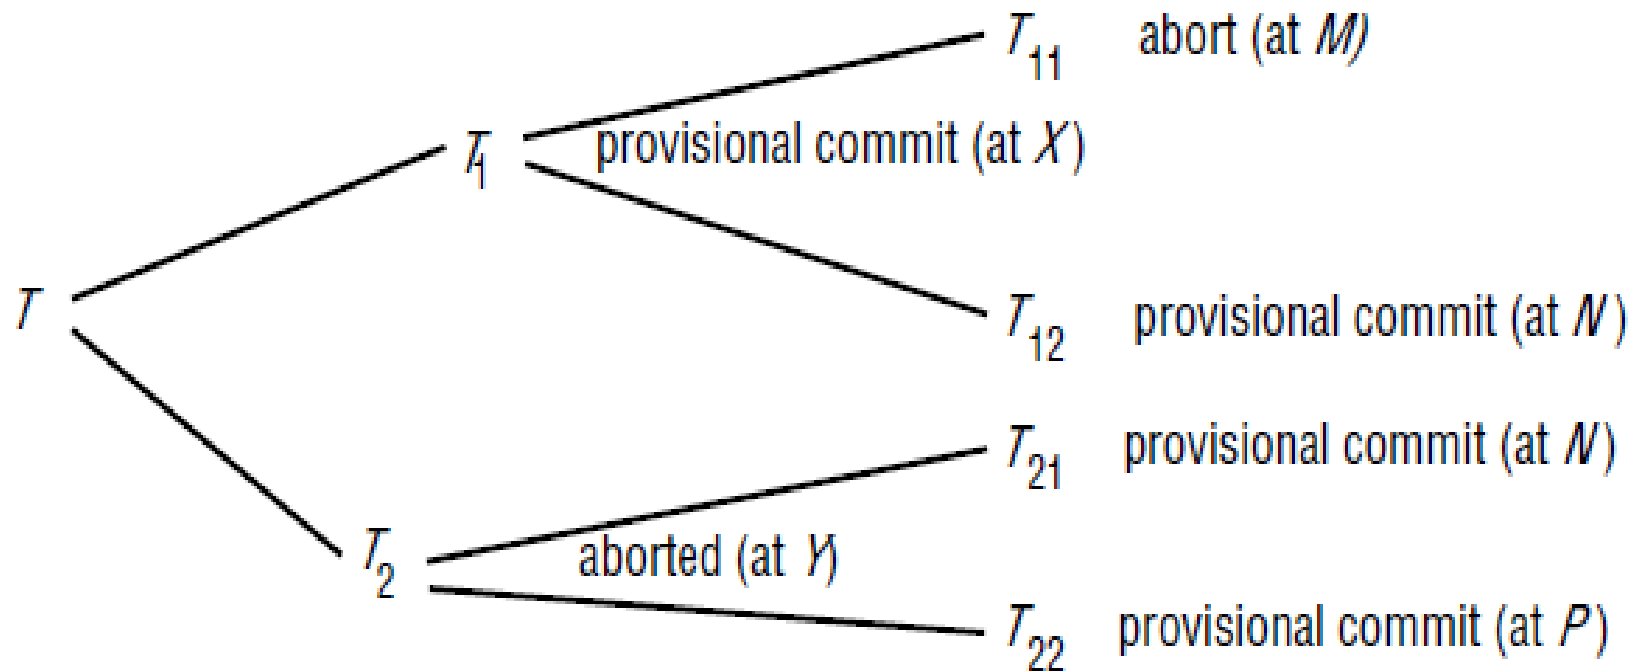 T11 abort (at M)
T1 provisional commit (at X)
T
T12 provisional commit (at N)
T21 provisional commit (at N)
T2 aborted (at Y)
T22 provisional commit (at P)